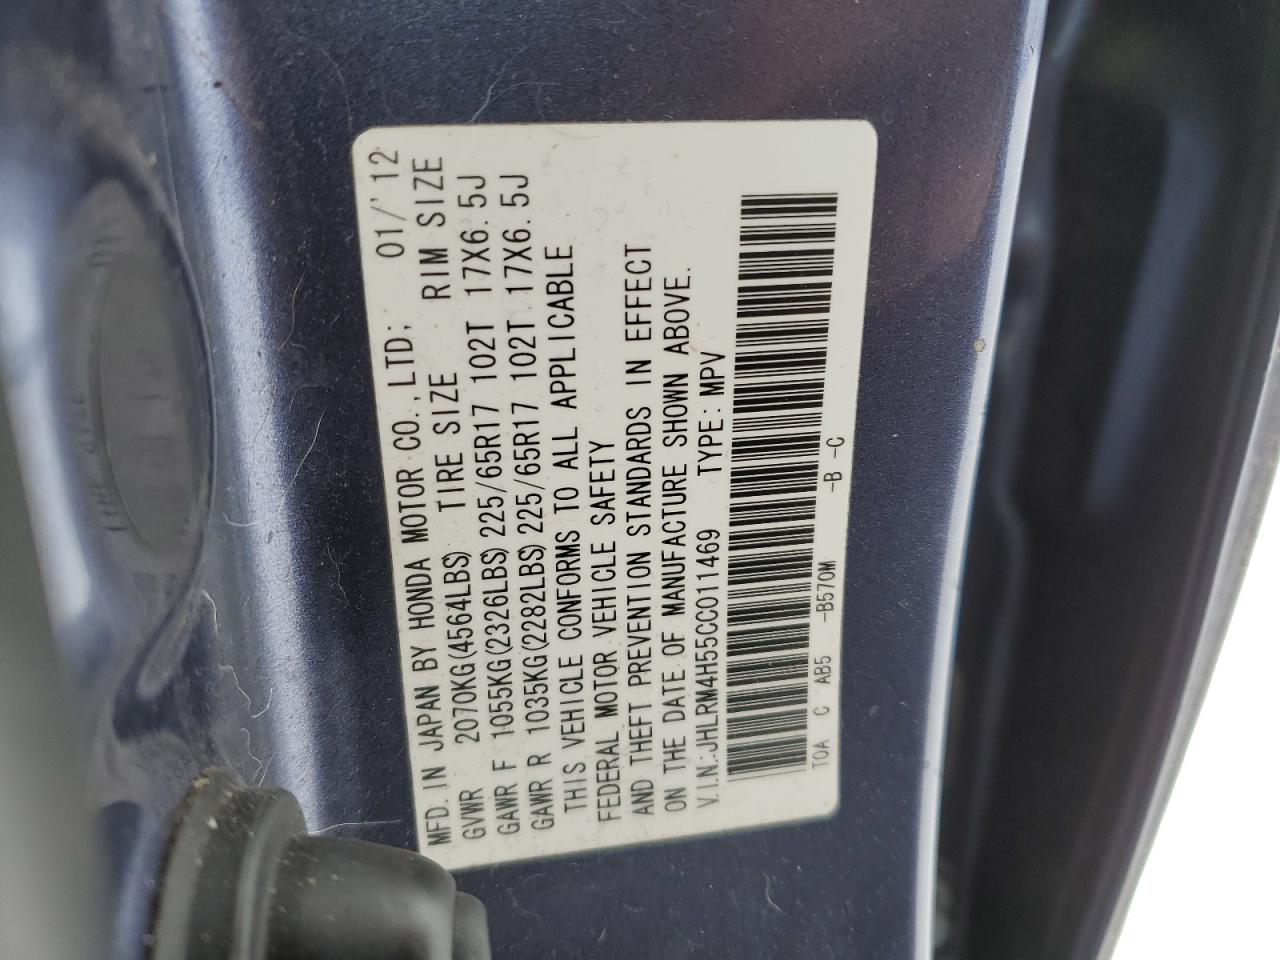 MFD. IN JAPAN BY HONDA MOTOR CO., LTD; 01/'12
GVWR 2070KG(4564LBS) TIRE SIZE RIM SIZE
GAWR F 1055KG(2326LBS) 225/65R17 102T 17X6.5J
GAWR R 1035KG(2282LBS) 225/65R17 102T 17X6.5J
THIS VEHICLE CONFORMS TO ALL APPLICABLE
FEDERAL MOTOR VEHICLE SAFETY
AND THEFT PREVENTION STANDARDS IN EFFECT
ON THE DATE OF MANUFACTURE SHOWN ABOVE.
V.I.N.:JHLRM4H55CC011469 TYPE:MPV
T0A C AB5 -B570M -B -C